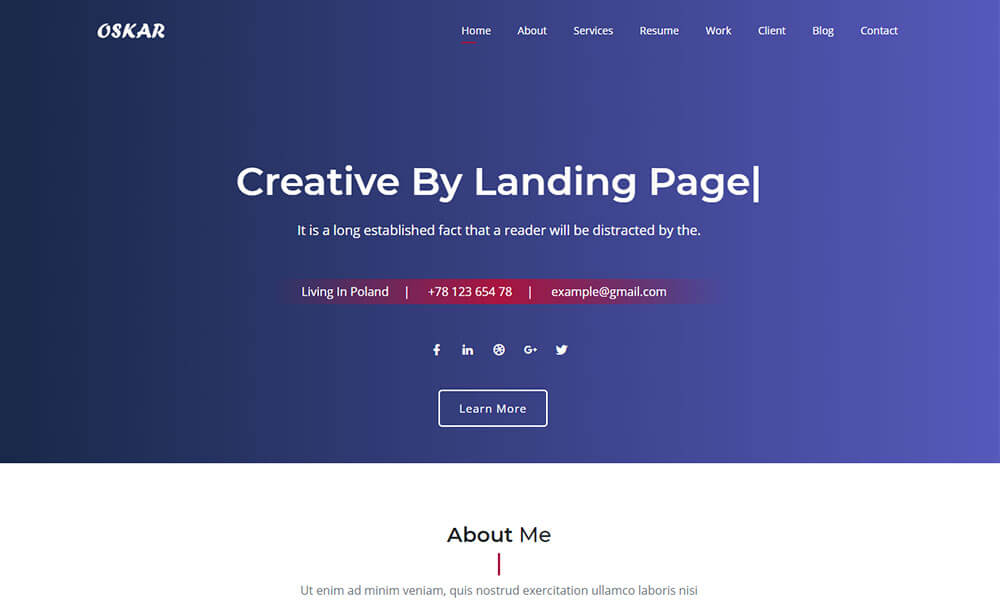 OSKAR Home About Services Resume Work Client Blog Contact
Creative By Landing Page|
It is a long established fact that a reader will be distracted by the.
Living In Poland | +78 123 654 78 | example@gmail.com
Learn More
About Me
Ut enim ad minim veniam, quis nostrud exercitation ullamco laboris nisi